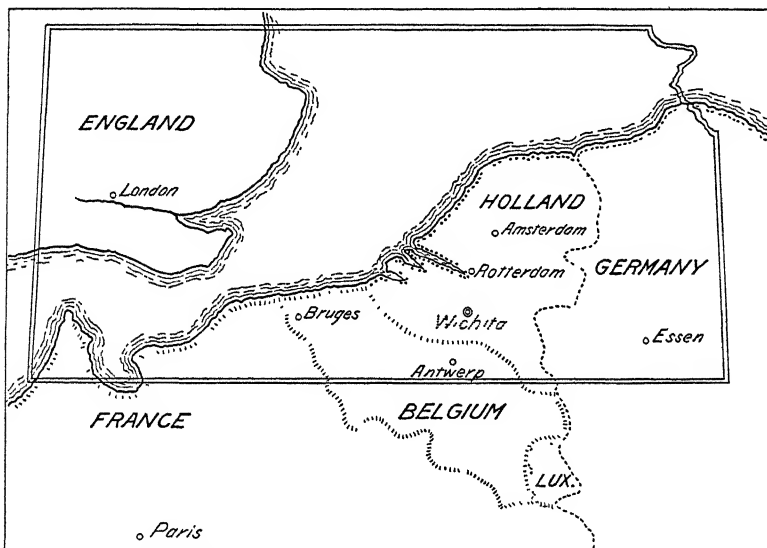 ENGLAND
London
HOLLAND
Amsterdam
Rotterdam
GERMANY
Bruges
Wichita
Essen
Antwerp
FRANCE
BELGIUM
LUX.
Paris